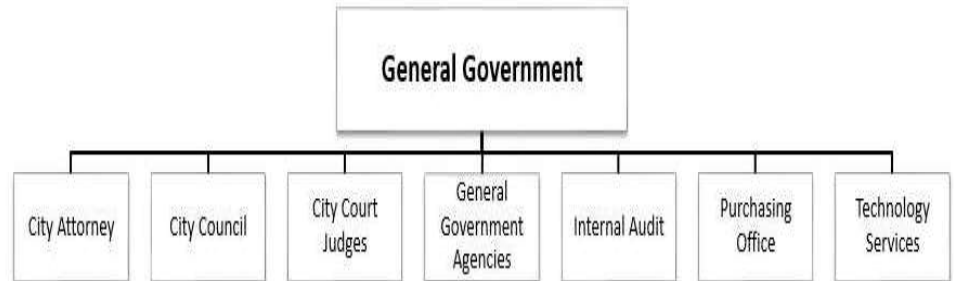 General Government
City Attorney
City Council
City Court
Judges
General
Government
Agencies
Internal Audit
Purchasing
Office
Technology
Services